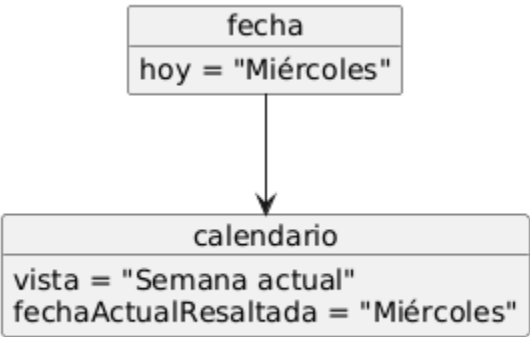 fecha
hoy = "Miércoles"
calendario
vista = "Semana actual"
fechaActualResaltada = "Miércoles"